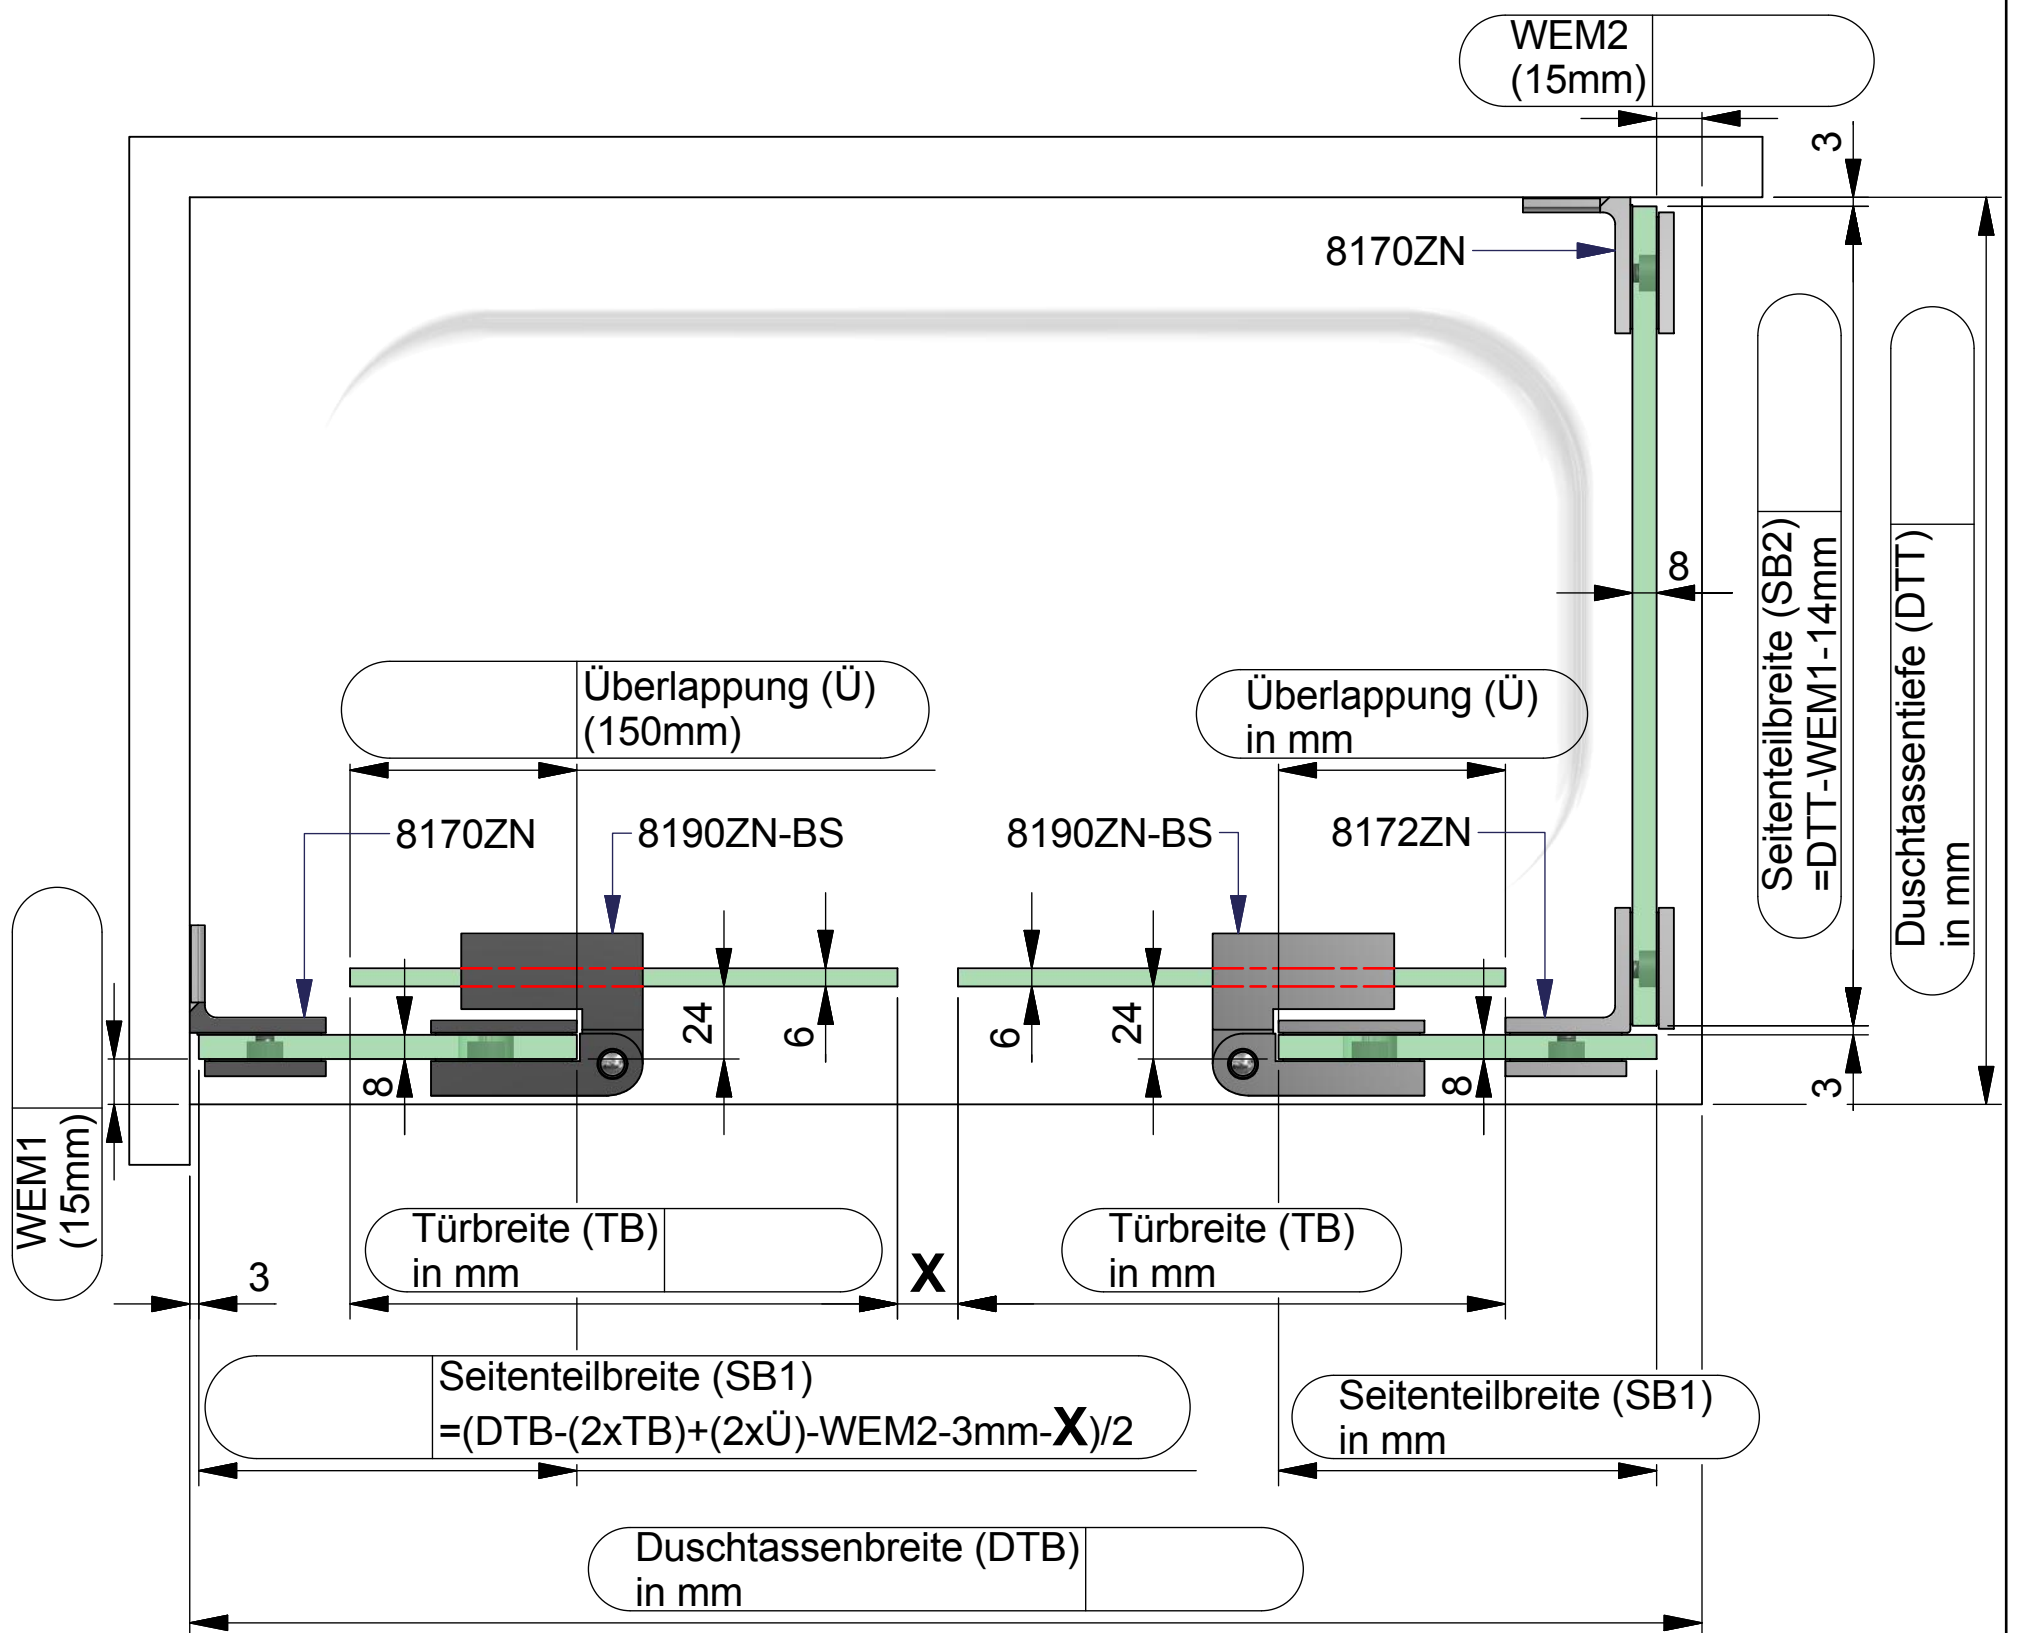 WEM2
(15mm)
3
8170ZN
8
Seitenteilbreite (SB2)
=DTT-WEM1-14mm
Duschtassentiefe (DTT)
in mm
Überlappung (Ü)
(150mm)
Überlappung (Ü)
in mm
8170ZN
8190ZN-BS
8190ZN-BS
8172ZN
24
6
6
24
8
8
3
WEM1
(15mm)
Türbreite (TB)
in mm
X
Türbreite (TB)
in mm
3
Seitenteilbreite (SB1)
=(DTB-(2xTB)+(2xÜ)-WEM2-3mm-X)/2
Seitenteilbreite (SB1)
in mm
Duschtassenbreite (DTB)
in mm